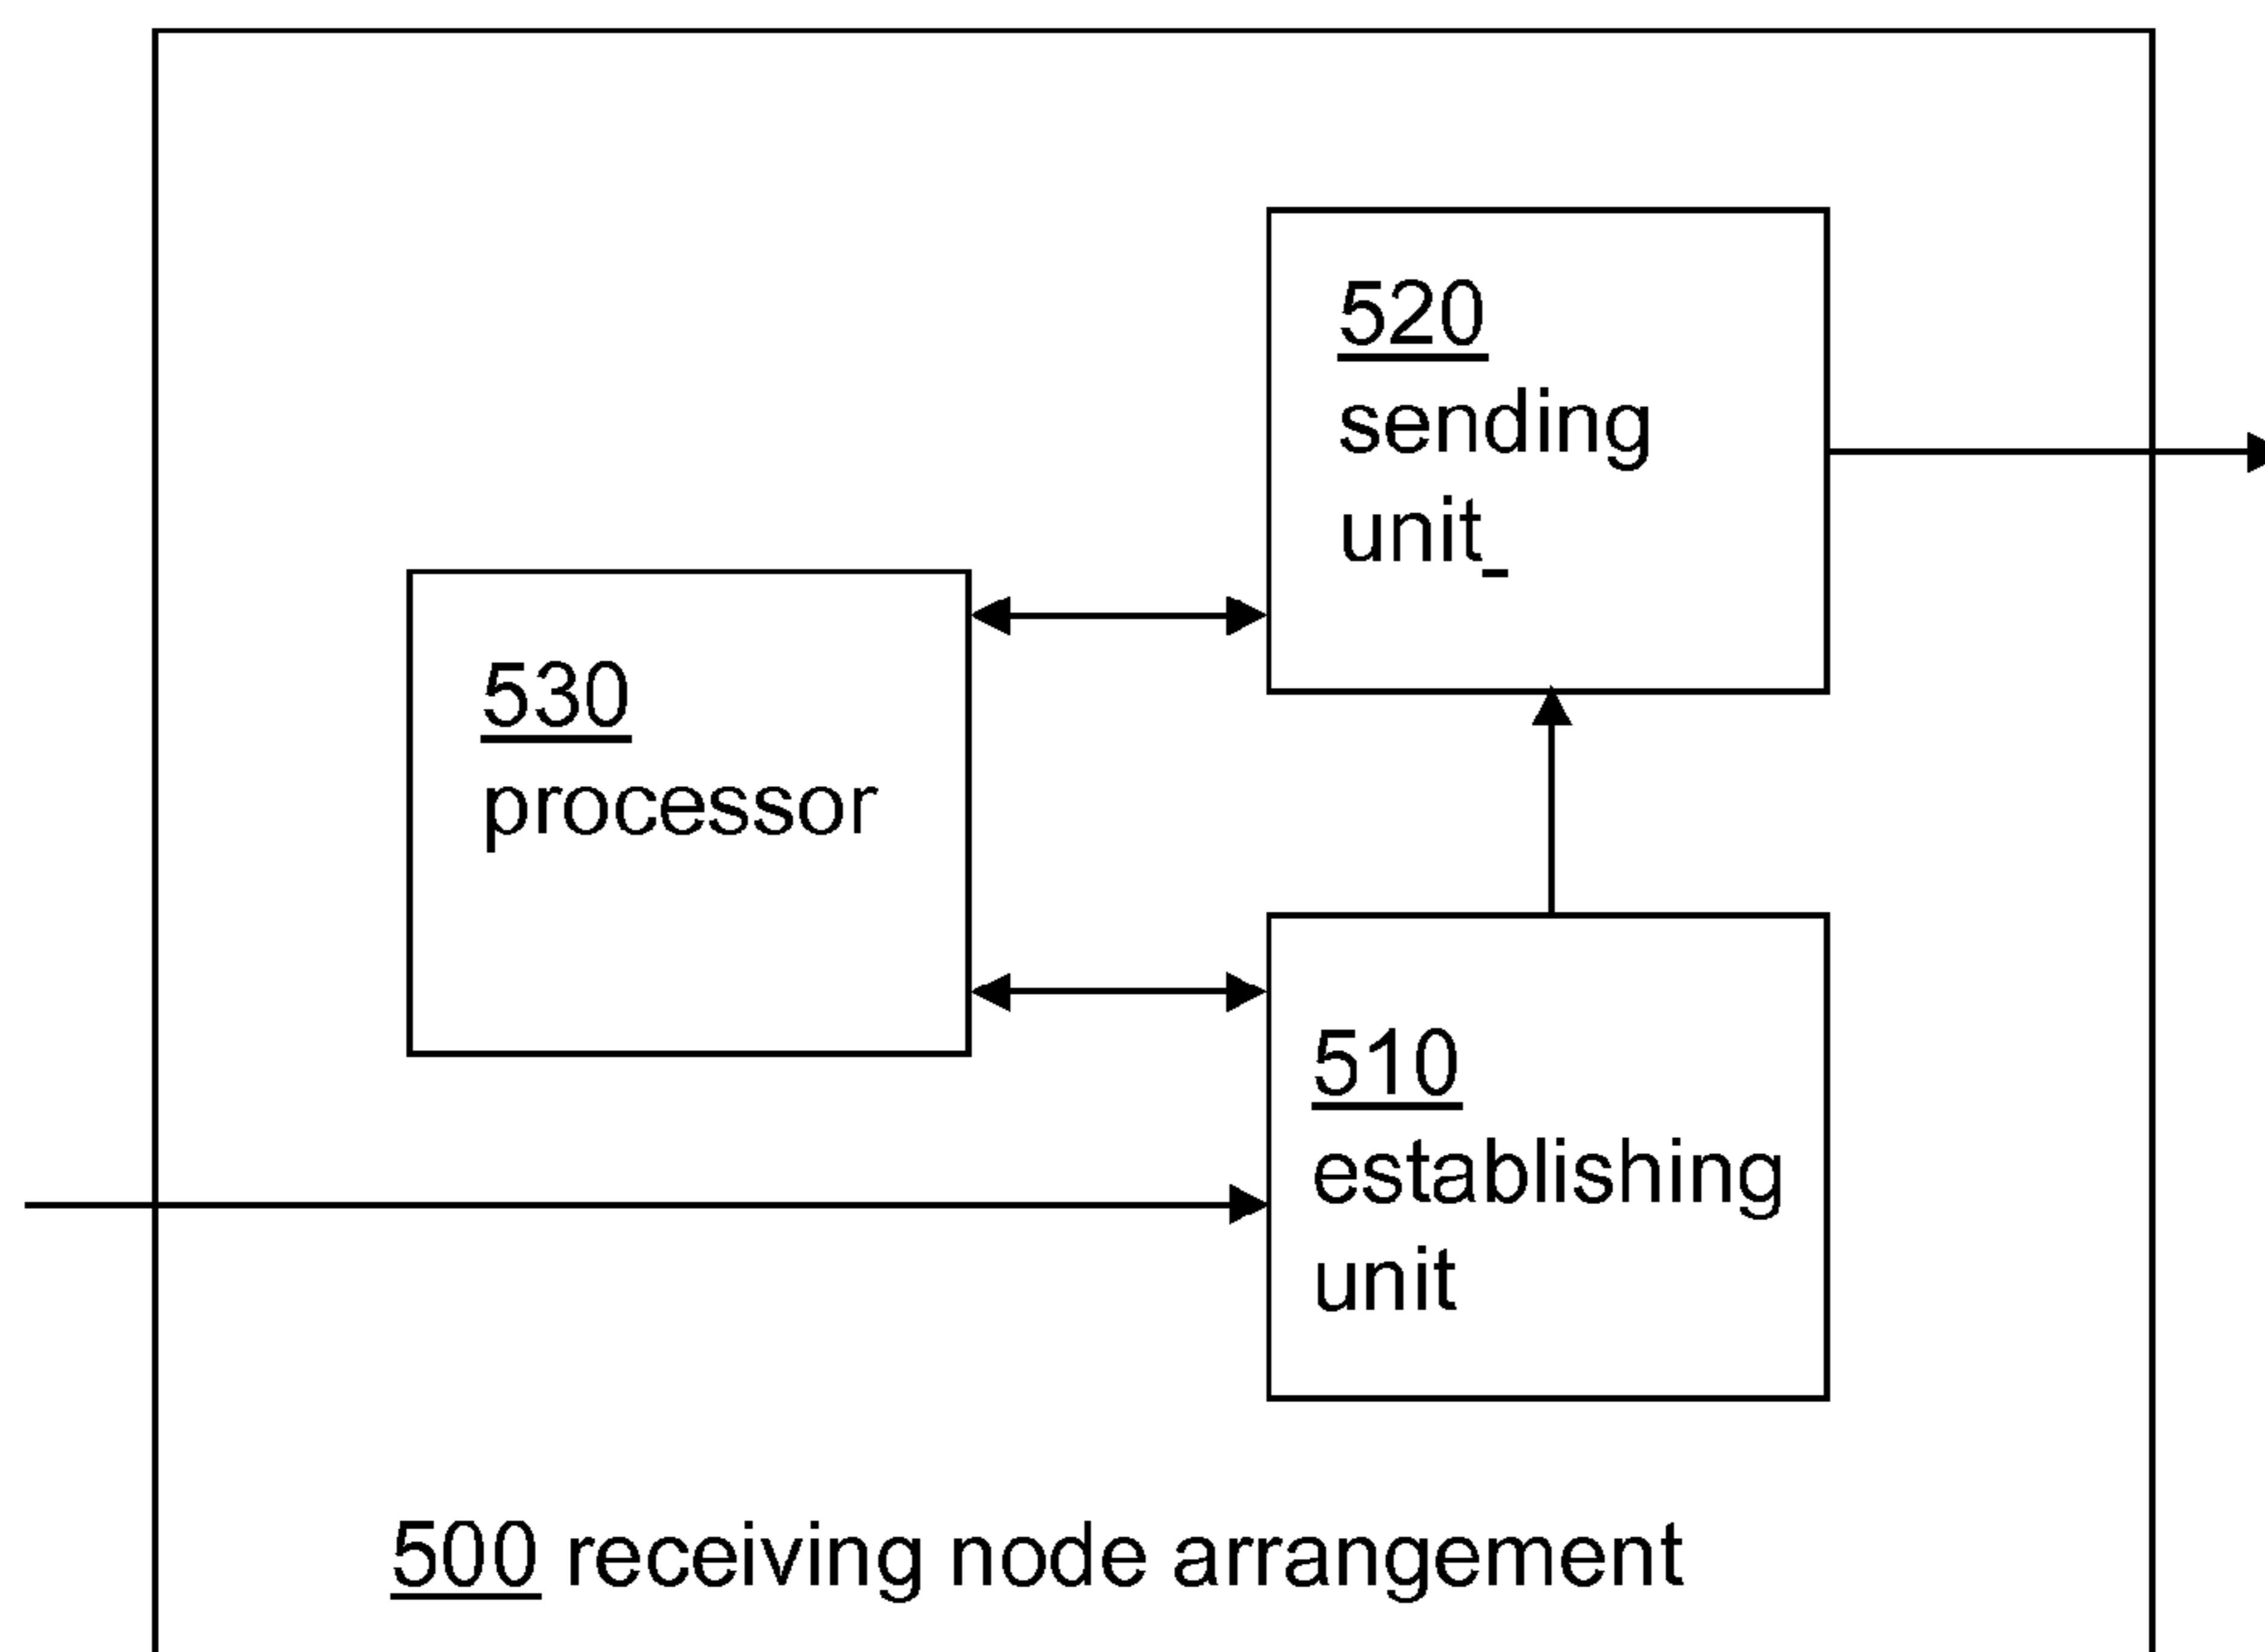 520
sending
unit_
530
processor
510
establishing
unit
500 receiving node arrangement